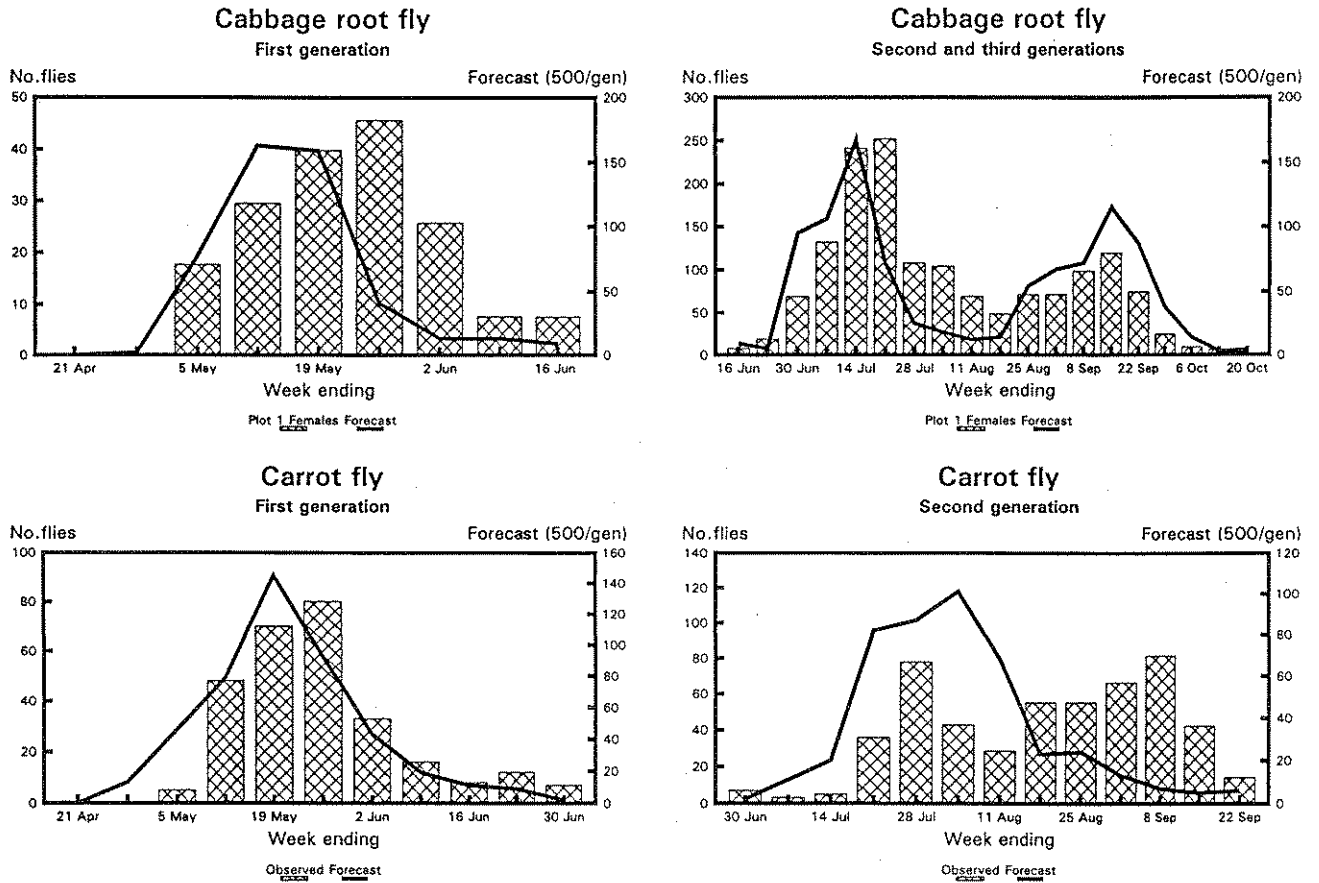 Cabbage root fly
First generation
No.flies
Forecast (500/gen)
50
40
30
20
10
0
200
150
100
50
0
21 Apr 5 May 19 May 2 Jun 16 Jun
Week ending
Plot 1 Females Forecast
Cabbage root fly
Second and third generations
No.flies
Forecast (500/gen)
300
250
200
150
100
50
0
200
150
100
50
0
16 Jun 30 Jun 14 Jul 28 Jul 11 Aug 25 Aug 8 Sep 22 Sep 6 Oct 20 Oct
Week ending
Plot 1 Females Forecast
Carrot fly
First generation
No.flies
Forecast (500/gen)
100
80
60
40
20
0
160
140
120
100
80
60
40
20
0
21 Apr 5 May 19 May 2 Jun 16 Jun 30 Jun
Week ending
Observed Forecast
Carrot fly
Second generation
No.flies
Forecast (500/gen)
140
120
100
80
60
40
20
0
120
100
80
60
40
20
0
30 Jun 14 Jul 28 Jul 11 Aug 25 Aug 8 Sep 22 Sep
Week ending
Observed Forecast